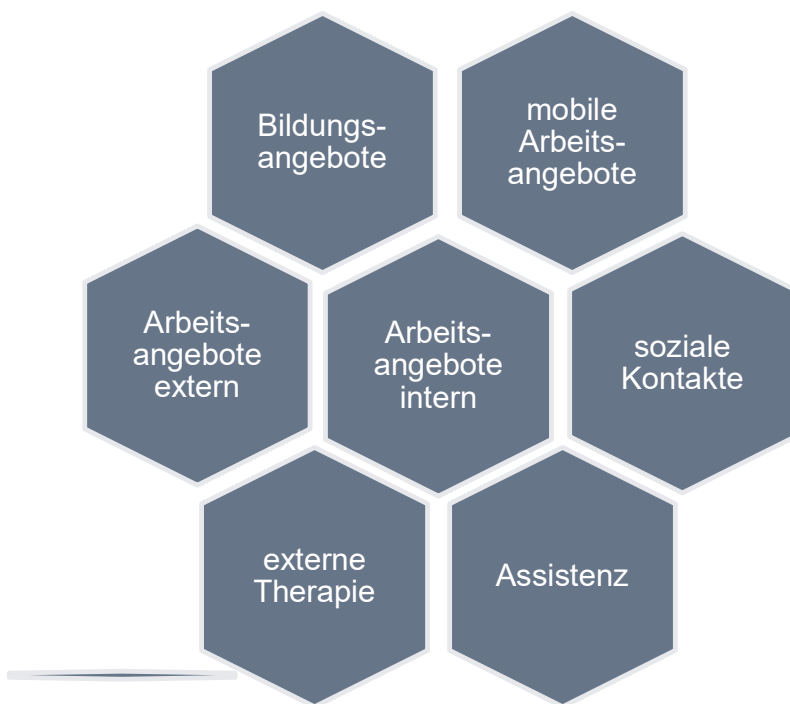 Bildungs-
angebote
mobile
Arbeits-
angebote
Arbeits-
angebote
extern
Arbeits-
angebote
intern
soziale
Kontakte
externe
Therapie
Assistenz